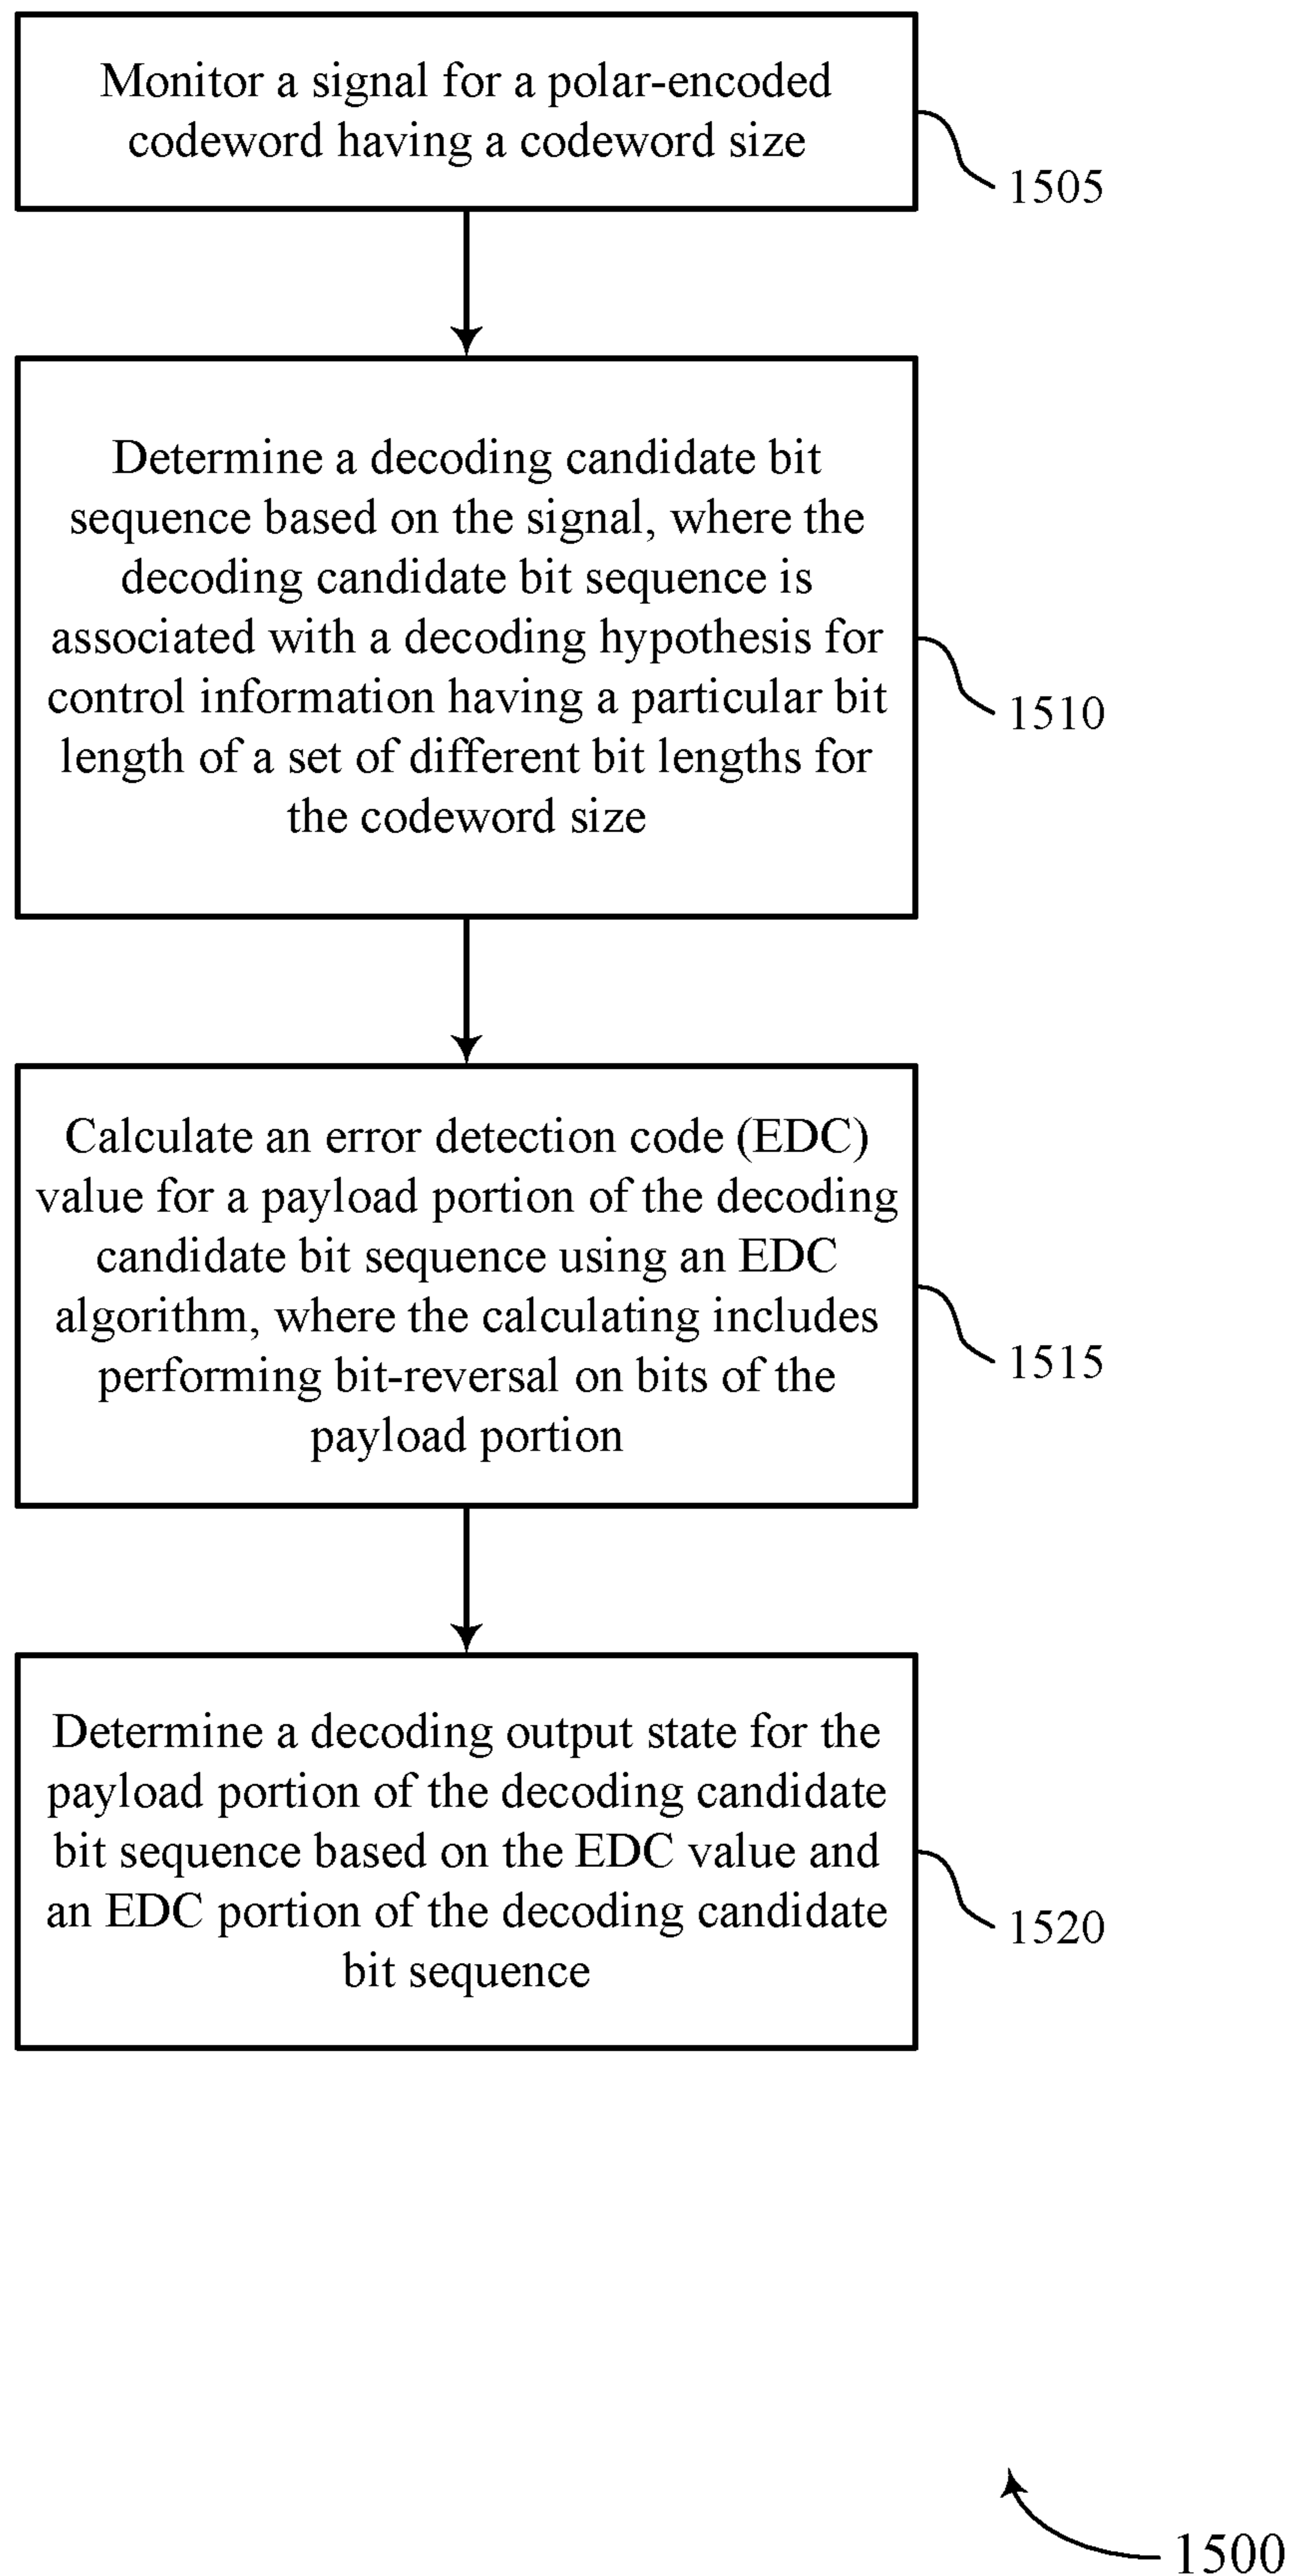 Monitor a signal for a polar-encoded
codeword having a codeword size
1505
Determine a decoding candidate bit
sequence based on the signal, where the
decoding candidate bit sequence is
associated with a decoding hypothesis for
control information having a particular bit
length of a set of different bit lengths for
the codeword size
1510
Calculate an error detection code (EDC)
value for a payload portion of the decoding
candidate bit sequence using an EDC
algorithm, where the calculating includes
performing bit-reversal on bits of the
payload portion
1515
Determine a decoding output state for the
payload portion of the decoding candidate
bit sequence based on the EDC value and
an EDC portion of the decoding candidate
bit sequence
1520
1500